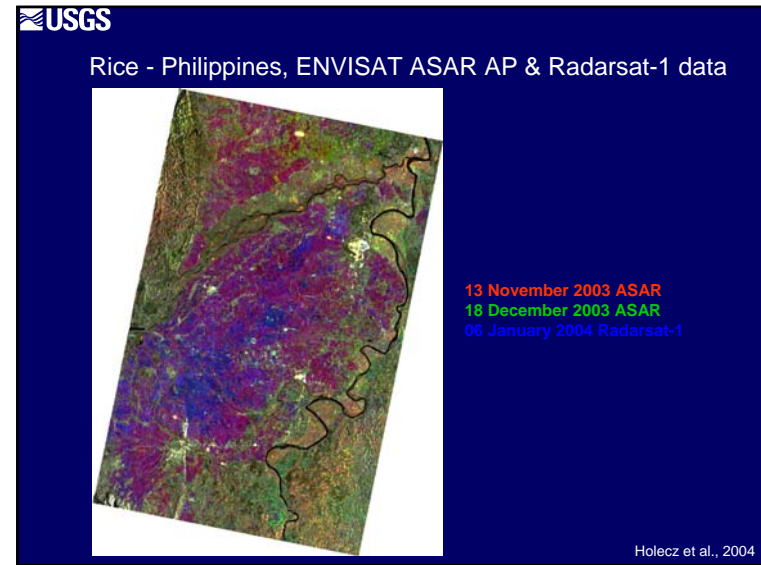 USGS
Rice - Philippines, ENVISAT ASAR AP & Radarsat-1 data
13 November 2003 ASAR
18 December 2003 ASAR
06 January 2004 Radarsat-1
Holecz et al., 2004